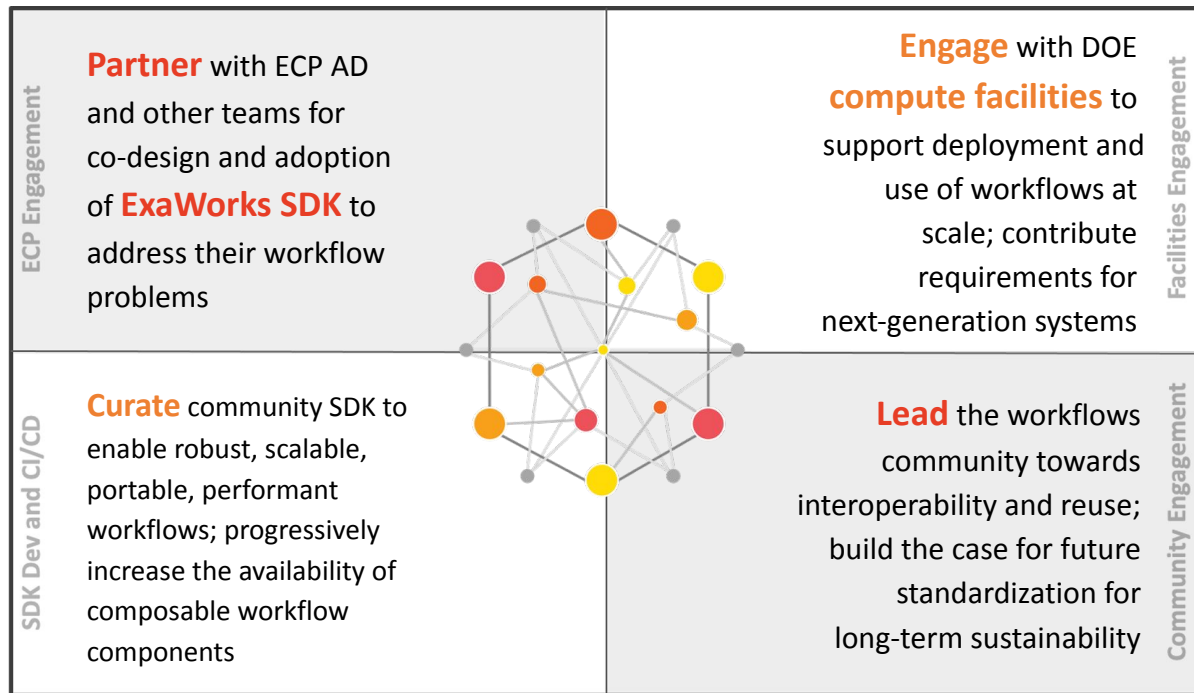 ECP Engagement
Partner with ECP AD
and other teams for
co-design and adoption
of ExaWorks SDK to
address their workflow
problems
Engage with DOE
compute facilities to
support deployment and
use of workflows at
scale; contribute
requirements for
next-generation systems
Facilities Engagement
SDK Dev and CI/CD
Curate community SDK to
enable robust, scalable,
portable, performant
workflows; progressively
increase the availability of
composable workflow
components
Lead the workflows
community towards
interoperability and reuse;
build the case for future
standardization for
long-term sustainability
Community Engagement